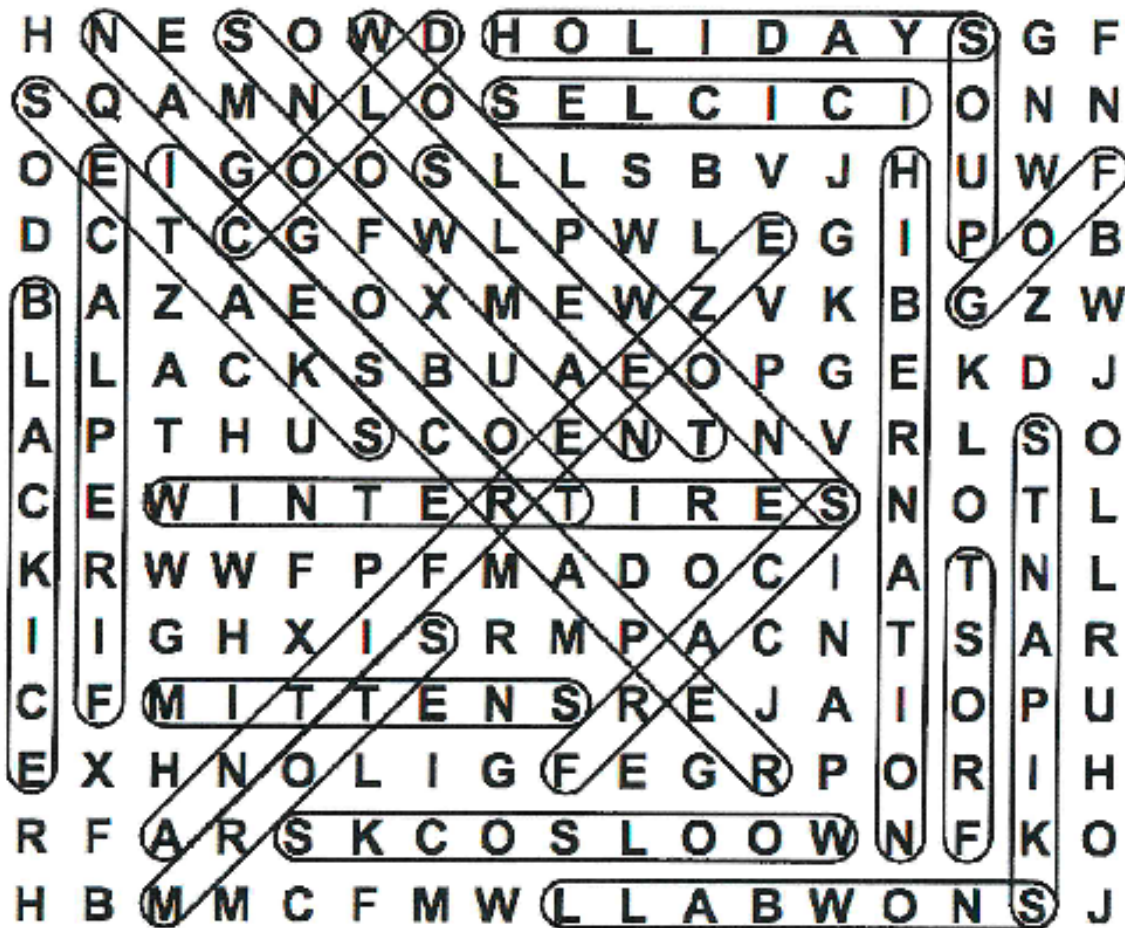 H N E S O W D H O L I D A Y S G F
S Q A M N L O S E L C I C I O N N
O E I G O O S L L S B V J H U W F
D C T C G F W L P W L E G I P O B
B A Z A E O X M E W Z V K B G Z W
L L A C K S B U A E O P G E K D J
A P T H U S C O E N T N V R L S O
C E W I N T E R T I R E S N O T L
K R W W F P F M A D O C I A T N L
I I G H X I S R M P A C N T S A R
C F M I T T E N S R E J A I O P U
E X H N O L I G F E G R P O R I H
R F A R S K C O S L O O W N F K O
H B M M C F M W L L A B W O N S J